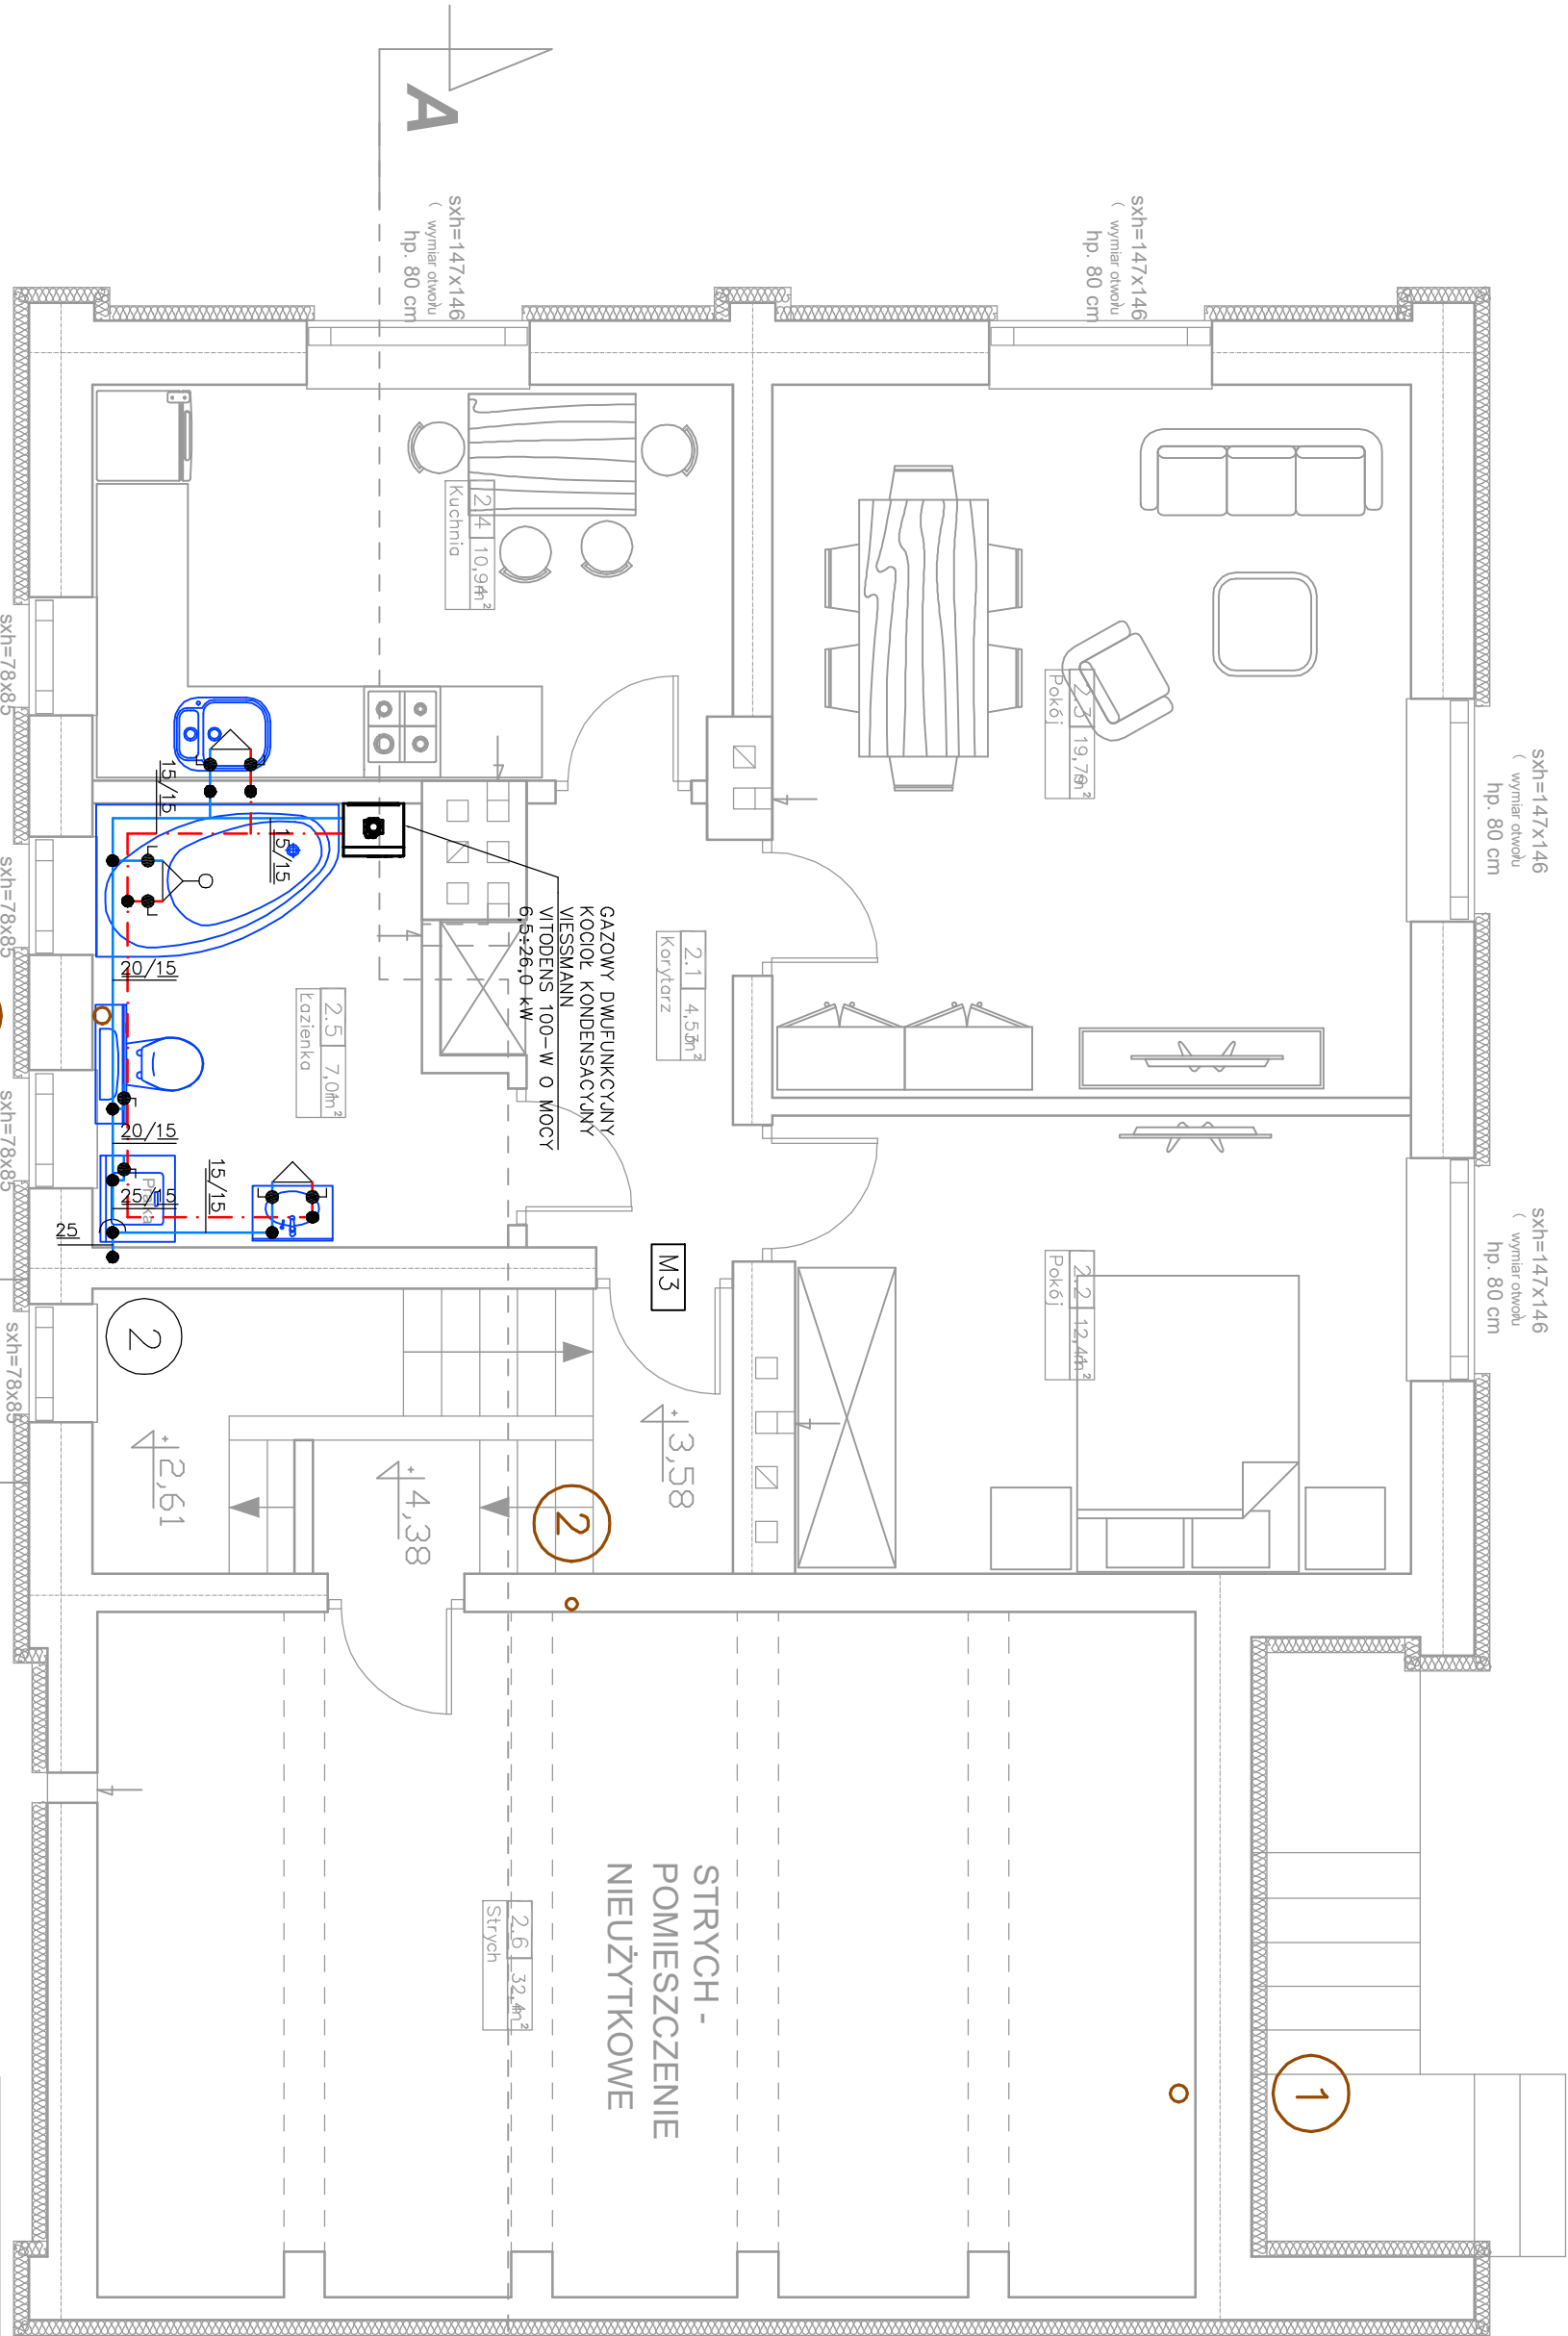 A
sxh=147x146
( wymiar otworu
hp. 80 cm
sxh=147x146
( wymiar otworu
hp. 80 cm
sxh=147x146
( wymiar otworu
hp. 80 cm
sxh=147x146
( wymiar otworu
hp. 80 cm
2.3 19,79m²
Pokój
2.4 10,94m²
Kuchnia
2.1 4,53m²
Korytarz
2.5 7,01m²
Łazienka
2.2 12,41m²
Pokój
GAZOWY DWUFUNKCYJNY
KOCIOŁ KONDENSACYJNY
VIESSMANN
VITODENS 100-W O MOCY
6,5÷26,0 kW
15/15
15/15
20/15
20/15
25/15
15/15
25
Pralka
M3
2
+3,58
+4,38
+2,61
2
1
STRYCH -
POMIESZCZENIE
NIEUŻYTKOWE
2.6
Strych
sxh=78x85
sxh=78x85
sxh=78x85
sxh=78x85